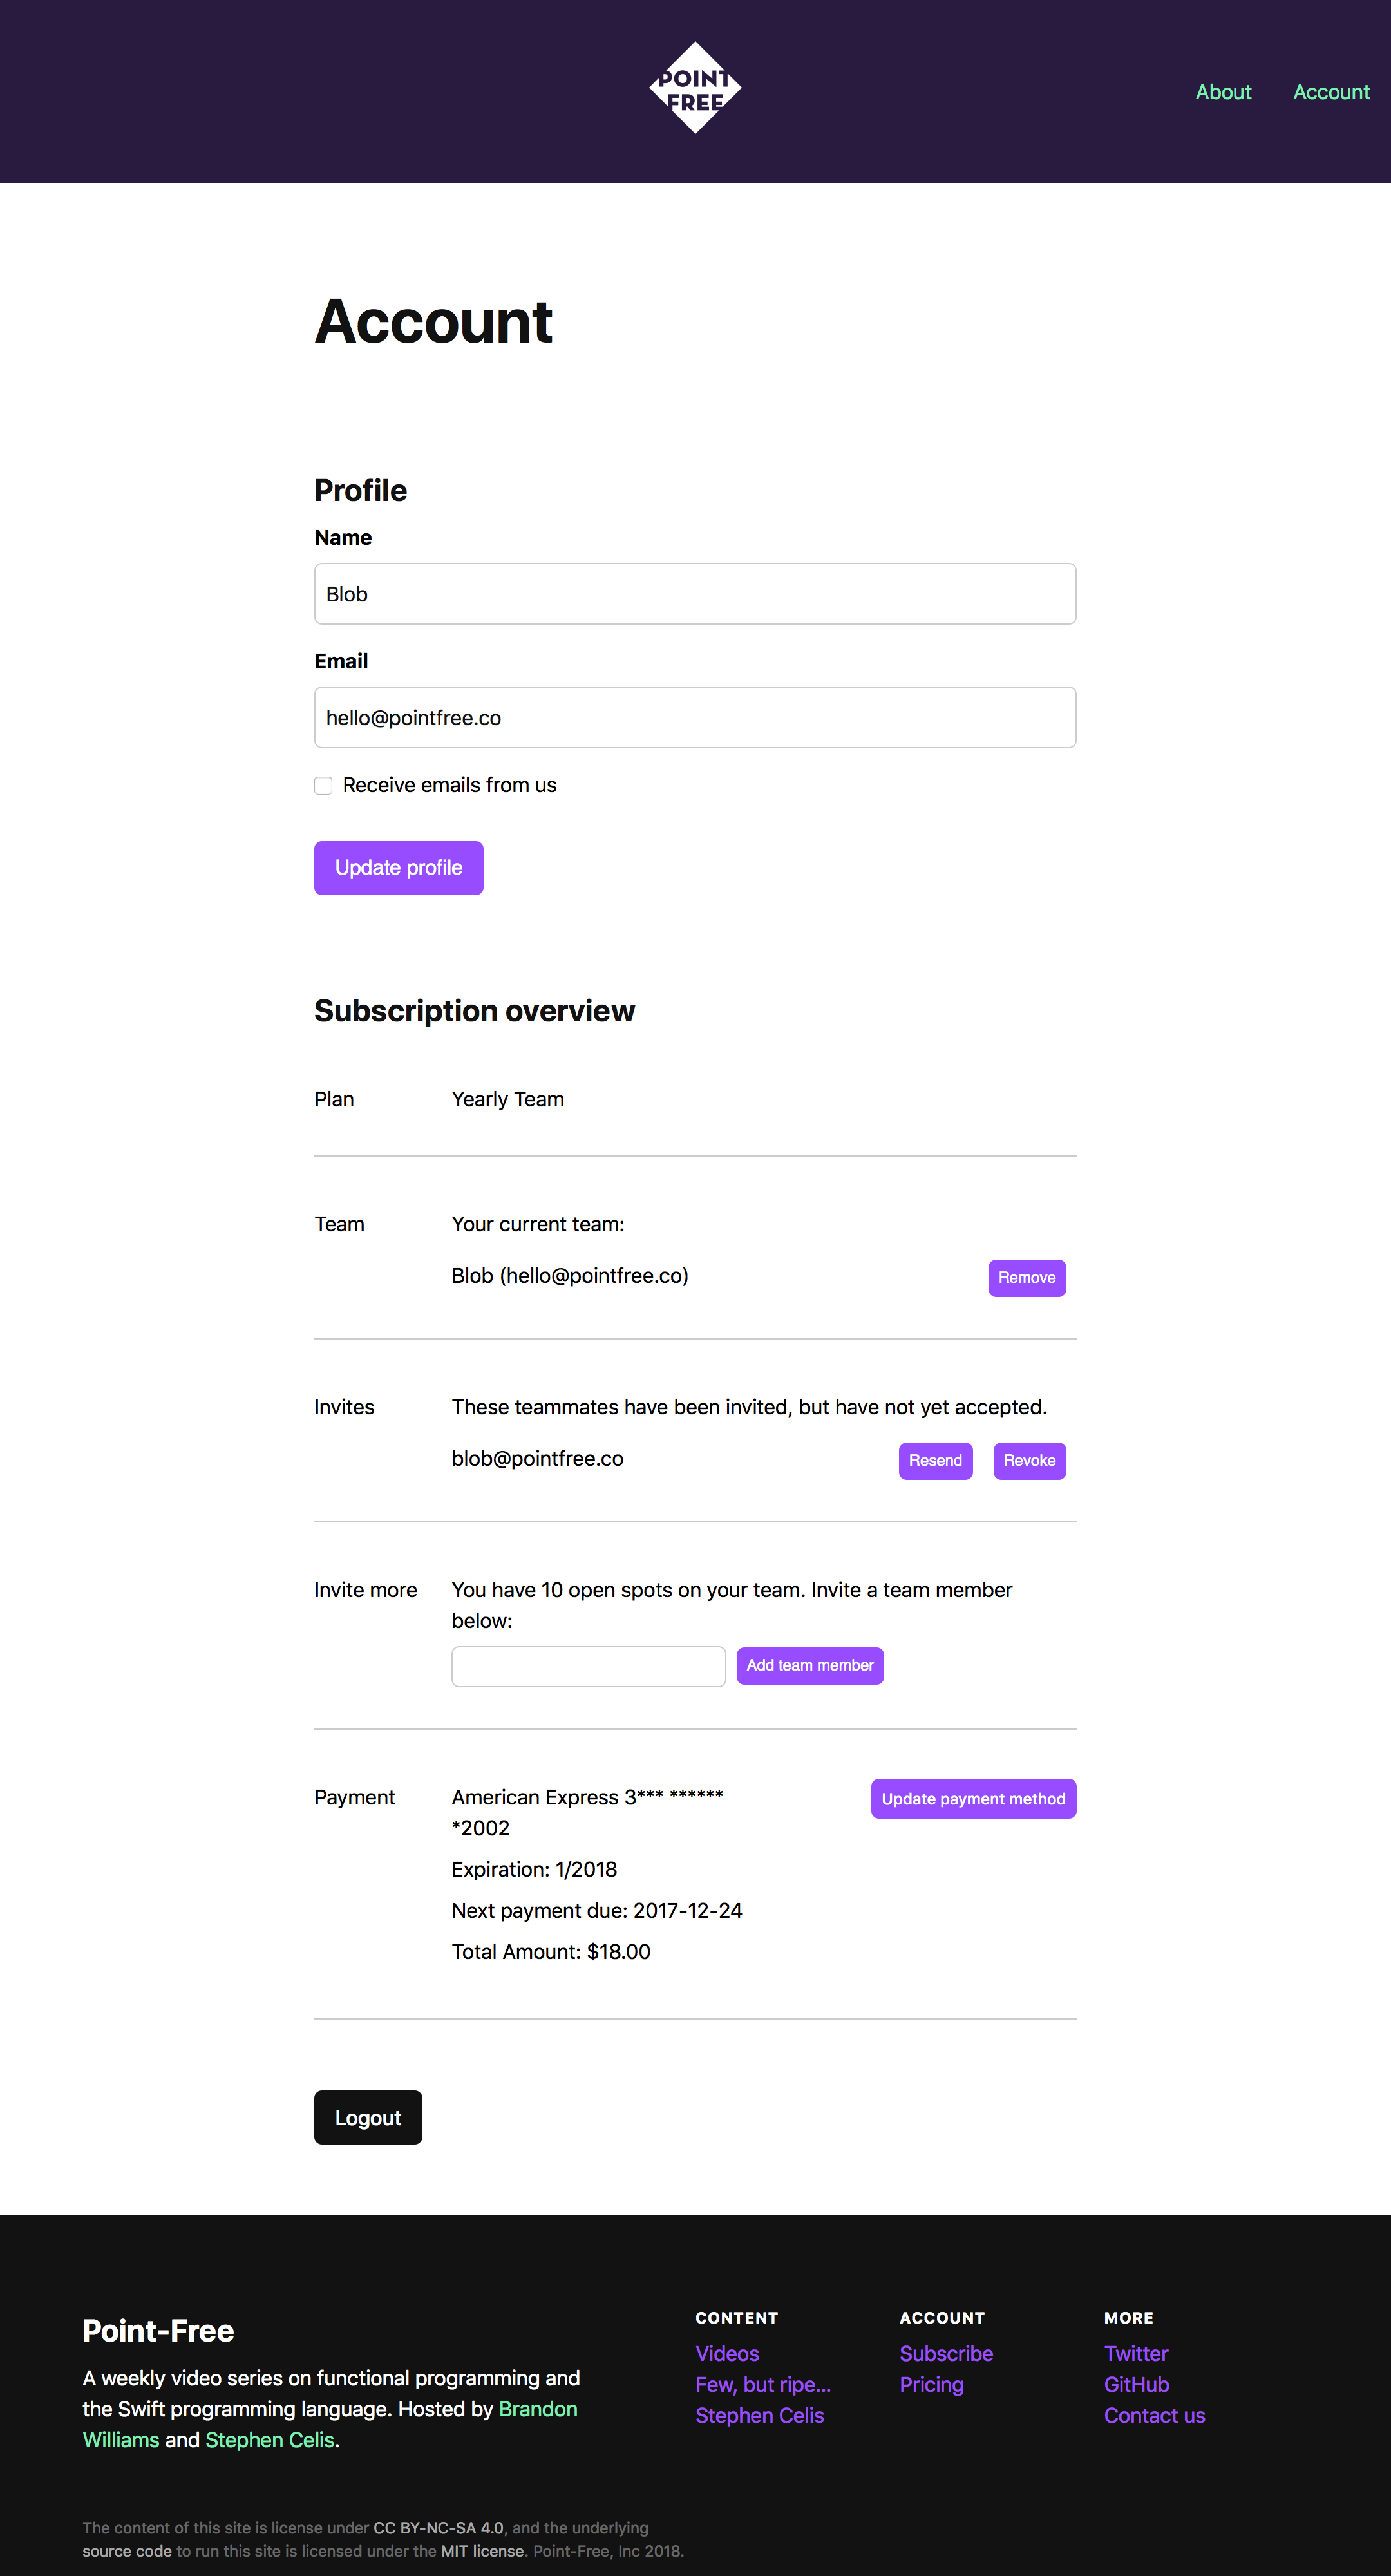 POINT
FREE
About Account
Account
Profile
Name
Blob
Email
hello@pointfree.co
Receive emails from us
Update profile
Subscription overview
Plan Yearly Team
Team Your current team:
Blob (hello@pointfree.co) Remove
Invites These teammates have been invited, but have not yet accepted.
blob@pointfree.co Resend Revoke
Invite more You have 10 open spots on your team. Invite a team member
below:
Add team member
Payment American Express 3*** ****** Update payment method
*2002
Expiration: 1/2018
Next payment due: 2017-12-24
Total Amount: $18.00
Logout
Point-Free
A weekly video series on functional programming and
the Swift programming language. Hosted by Brandon
Williams and Stephen Celis.
CONTENT
Videos
Few, but ripe...
Stephen Celis
ACCOUNT
Subscribe
Pricing
MORE
Twitter
GitHub
Contact us
The content of this site is license under CC BY-NC-SA 4.0, and the underlying
source code to run this site is licensed under the MIT license. Point-Free, Inc 2018.